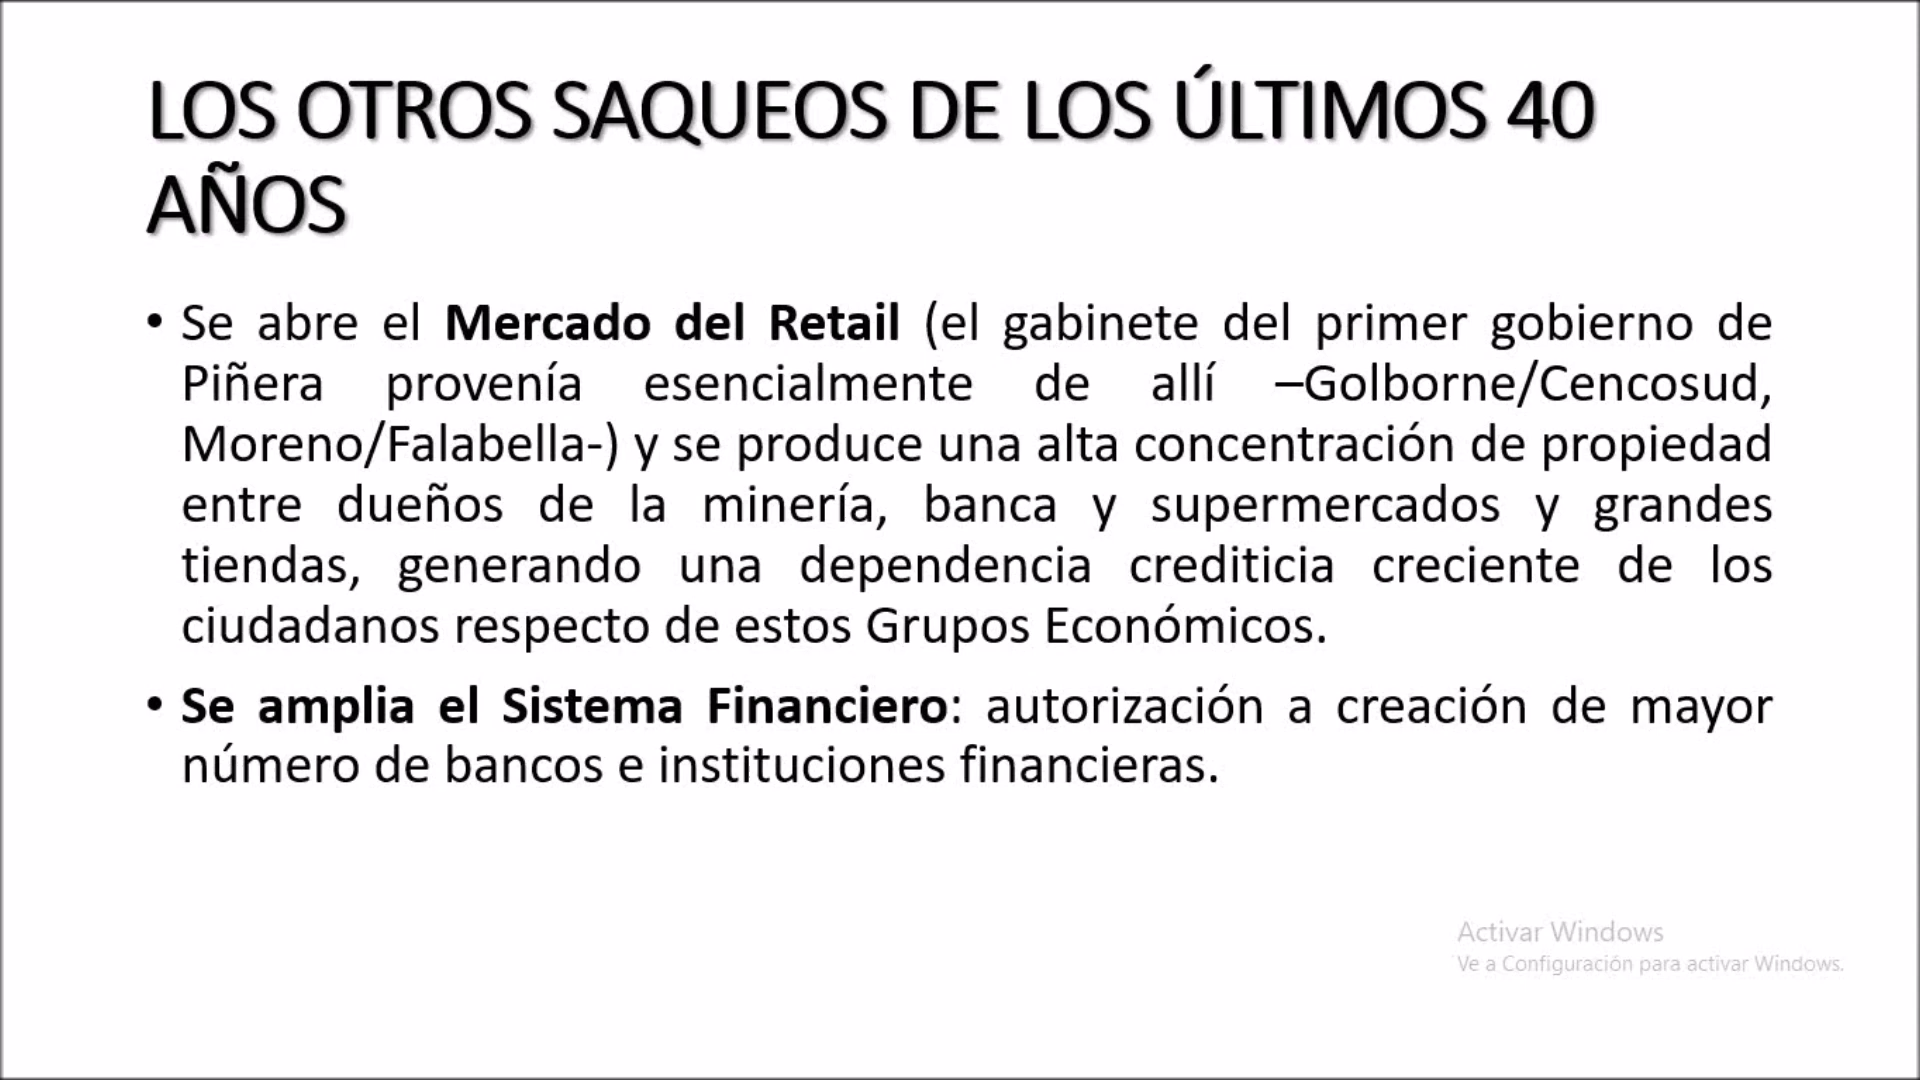 LOS OTROS SAQUEOS DE LOS ÚLTIMOS 40
AÑOS
• Se abre el Mercado del Retail (el gabinete del primer gobierno de
Piñera provenía esencialmente de allí –Golborne/Cencosud,
Moreno/Falabella-) y se produce una alta concentración de propiedad
entre dueños de la minería, banca y supermercados y grandes
tiendas, generando una dependencia crediticia creciente de los
ciudadanos respecto de estos Grupos Económicos.
• Se amplia el Sistema Financiero: autorización a creación de mayor
número de bancos e instituciones financieras.
Activar Windows
Ve a Configuración para activar Windows.